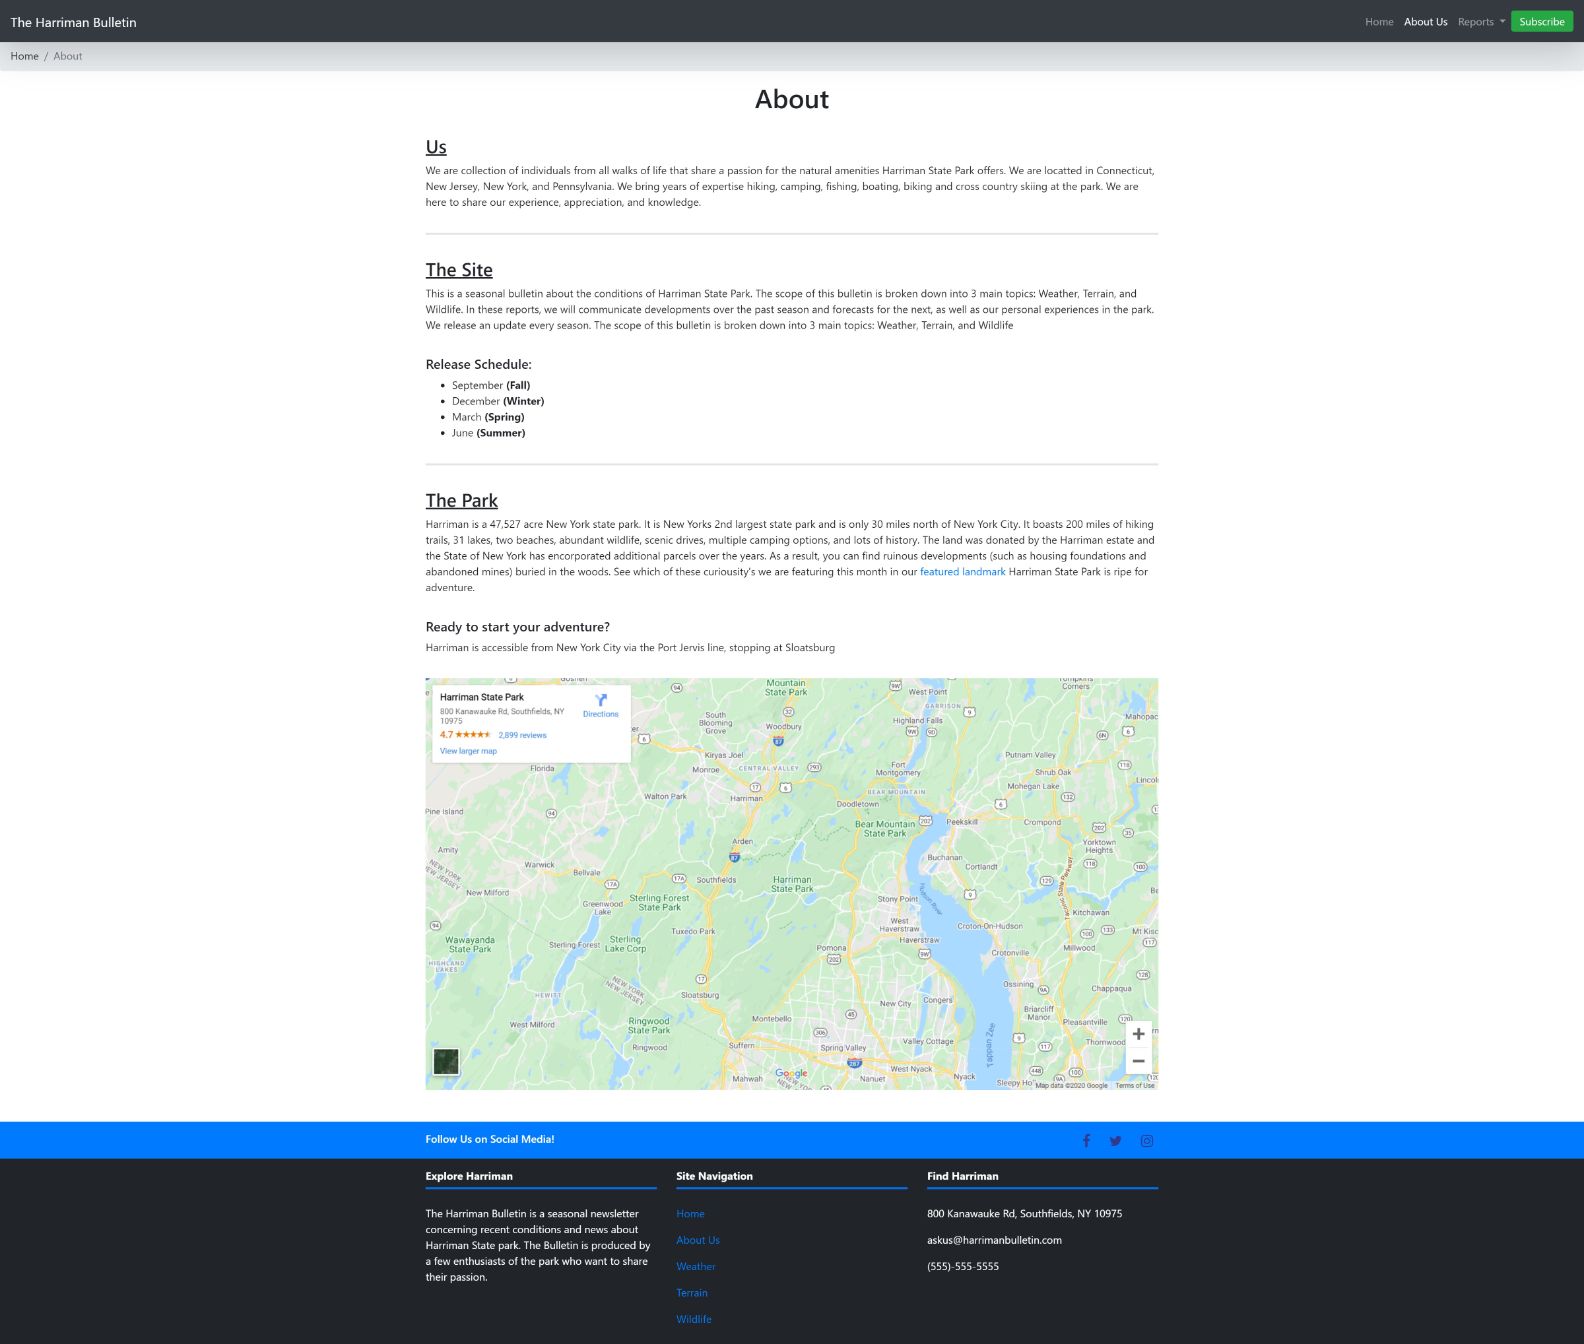 The Harriman Bulletin
Home
About Us
Reports
Subscribe
Home / About
About
Us
We are collection of individuals from all walks of life that share a passion for the natural amenities Harriman State Park offers. We are locatted in Connecticut,
New Jersey, New York, and Pennsylvania. We bring years of expertise hiking, camping, fishing, boating, biking and cross country skiing at the park. We are
here to share our experience, appreciation, and knowledge.
The Site
This is a seasonal bulletin about the conditions of Harriman State Park. The scope of this bulletin is broken down into 3 main topics: Weather, Terrain, and
Wildlife. In these reports, we will communicate developments over the past season and forecasts for the next, as well as our personal experiences in the park.
We release an update every season. The scope of this bulletin is broken down into 3 main topics: Weather, Terrain, and Wildlife
Release Schedule:
September (Fall)
December (Winter)
March (Spring)
June (Summer)
The Park
Harriman is a 47,527 acre New York state park. It is New Yorks 2nd largest state park and is only 30 miles north of New York City. It boasts 200 miles of hiking
trails, 31 lakes, two beaches, abundant wildlife, scenic drives, multiple camping options, and lots of history. The land was donated by the Harriman estate and
the State of New York has encorporated additional parcels over the years. As a result, you can find ruinous developments (such as housing foundations and
abandoned mines) buried in the woods. See which of these curiousity's we are featuring this month in our featured landmark Harriman State Park is ripe for
adventure.
Ready to start your adventure?
Harriman is accessible from New York City via the Port Jervis line, stopping at Sloatsburg
Harriman State Park
800 Kanawauke Rd, Southfields, NY
10975
4.7
2,899 reviews
View larger map
Directions
Mountain
State Park
West Point
GARRISON
Corners
Mahopac
South
Blooming
Grove
Woodbury
Highland Falls
Kiryas Joel
Putnam Valley
Monroe
CENTRAL VALLEY
Fort
Montgomery
Shrub Oak
Florida
Mohegan Lake
Lincol
Walton Park
Harriman
BEAR MOUNTAIN
Doodletown
Pine Island
Bear Mountain
State Park
Peekskill
Crompond
Arden
Yorktown
Heights
Amity
Warwick
Buchanan
Cortlandt
NEW YORK
NEW JERSEY
Bellvale
Southfields
Harriman
State Park
New Milford
Greenwood
Lake
Sterling Forest
State Park
Stony Point
Hudson River
Taconic State Parkway
Kitchawan
West
Haverstraw
Croton-On-Hudson
Tuxedo Park
Wawayanda
State Park
Sterling Forest
Sterling
Lake Corp
Pomona
Haverstraw
Millwood
Mt Kisc
Crotonville
HIGHLAND
LAKES
Chappaqua
HEWITT
NEW YORK
NEW JERSEY
Sloatsburg
Ossining
New City
Congers
Briarcliff
Manor
Pleasantville
West Milford
Ringwood
State Park
Montebello
Ringwood
Suffern
Spring Valley
Valley Cottage
Tappan Zee
Thornwood
Mahwah
Google
Nanuet
West Nyack
Nyack
Sleepy Ho
Map data ©2020 Google
Terms of Use
Follow Us on Social Media!
Explore Harriman
The Harriman Bulletin is a seasonal newsletter
concerning recent conditions and news about
Harriman State park. The Bulletin is produced by
a few enthusiasts of the park who want to share
their passion.
Site Navigation
Home
About Us
Weather
Terrain
Wildlife
Find Harriman
800 Kanawauke Rd, Southfields, NY 10975
askus@harrimanbulletin.com
(555)-555-5555